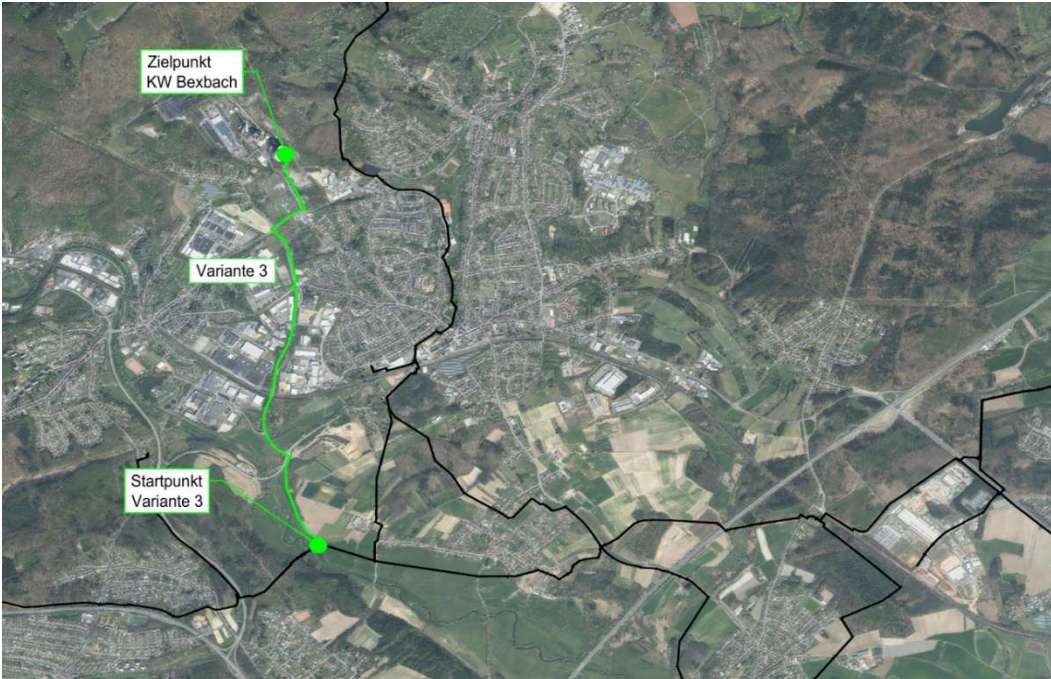 Zielpunkt
KW Bexbach
Variante 3
Startpunkt
Variante 3